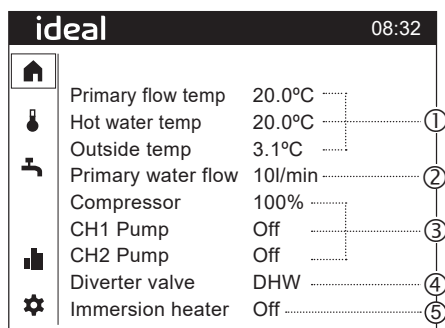 ideal 08:32
Primary flow temp 20.0ºC
Hot water temp 20.0ºC ①
Outside temp 3.1ºC
Primary water flow 10l/min ②
Compressor 100%
CH1 Pump Off ③
CH2 Pump Off
Diverter valve DHW ④
Immersion heater Off ⑤